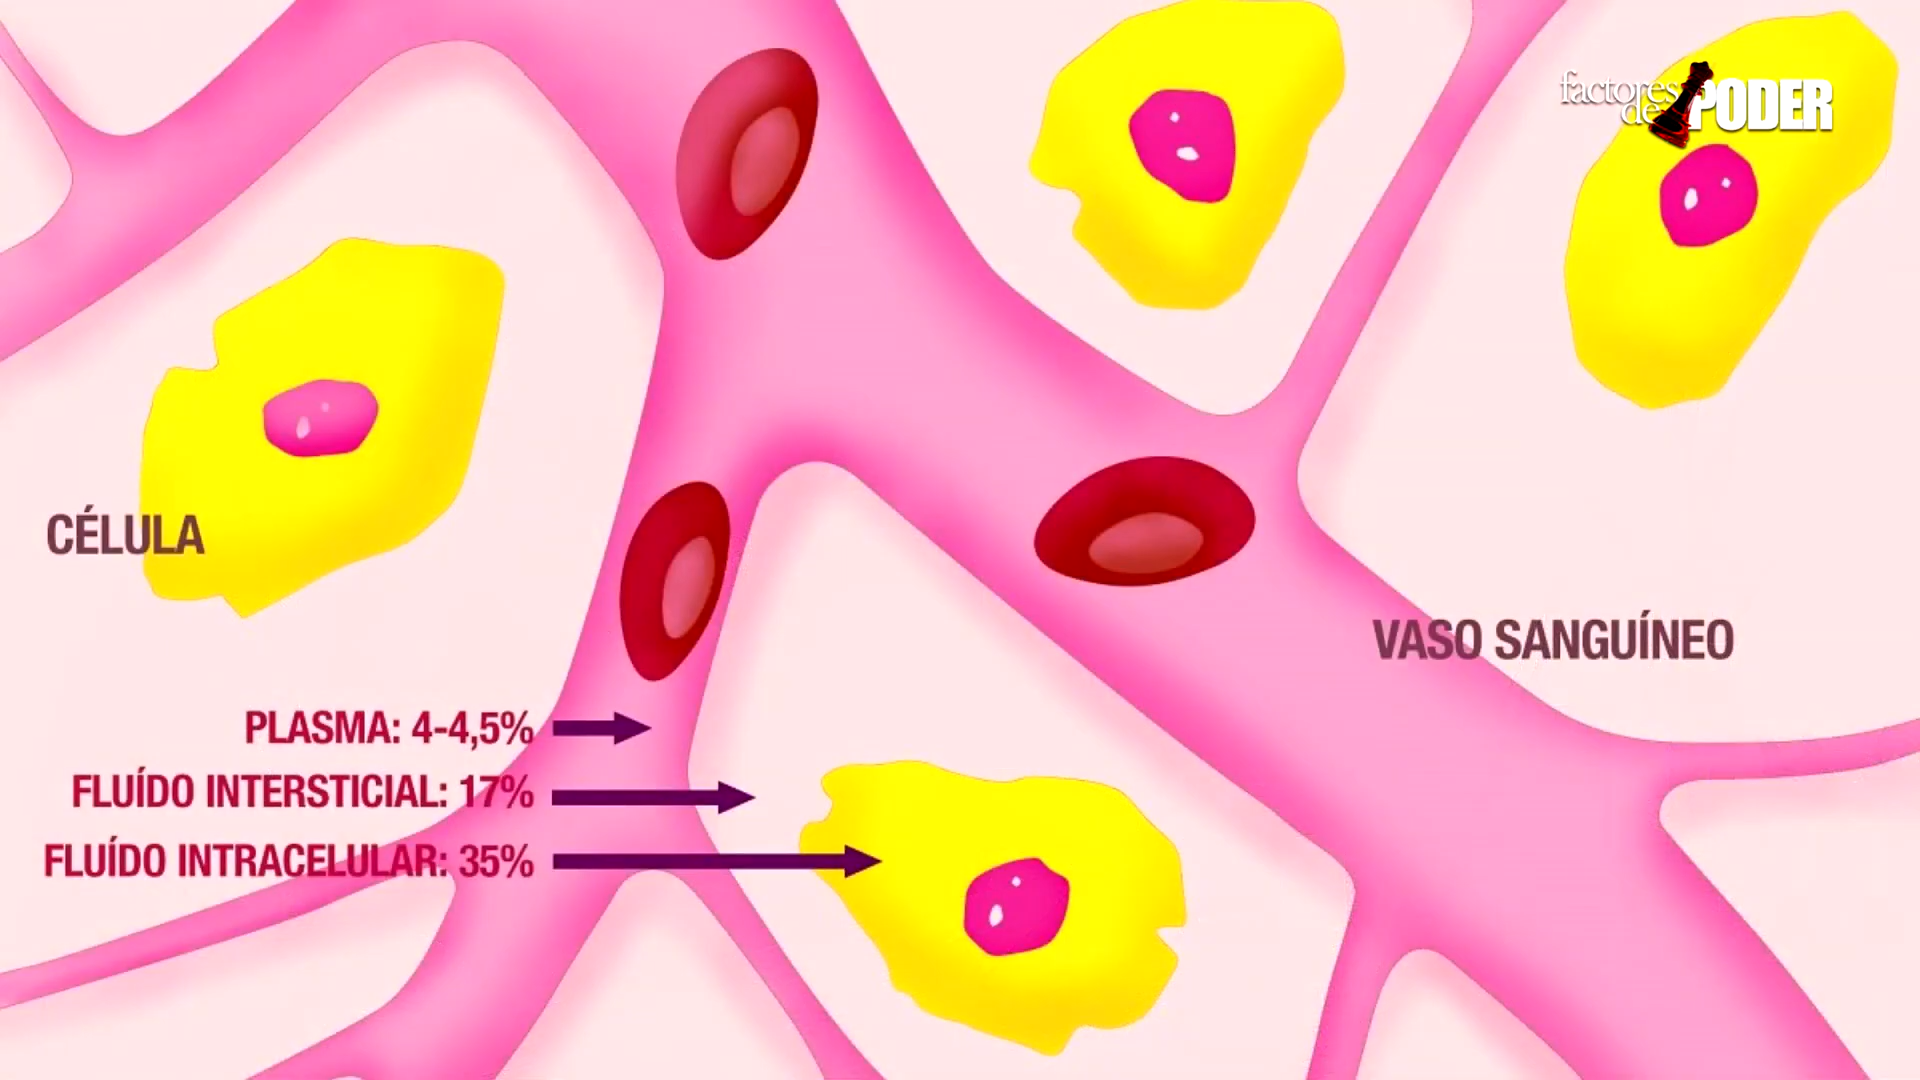 factores
de PODER
CÉLULA
VASO SANGUÍNEO
PLASMA: 4-4,5%
FLUÍDO INTERSTICIAL: 17%
FLUÍDO INTRACELULAR: 35%